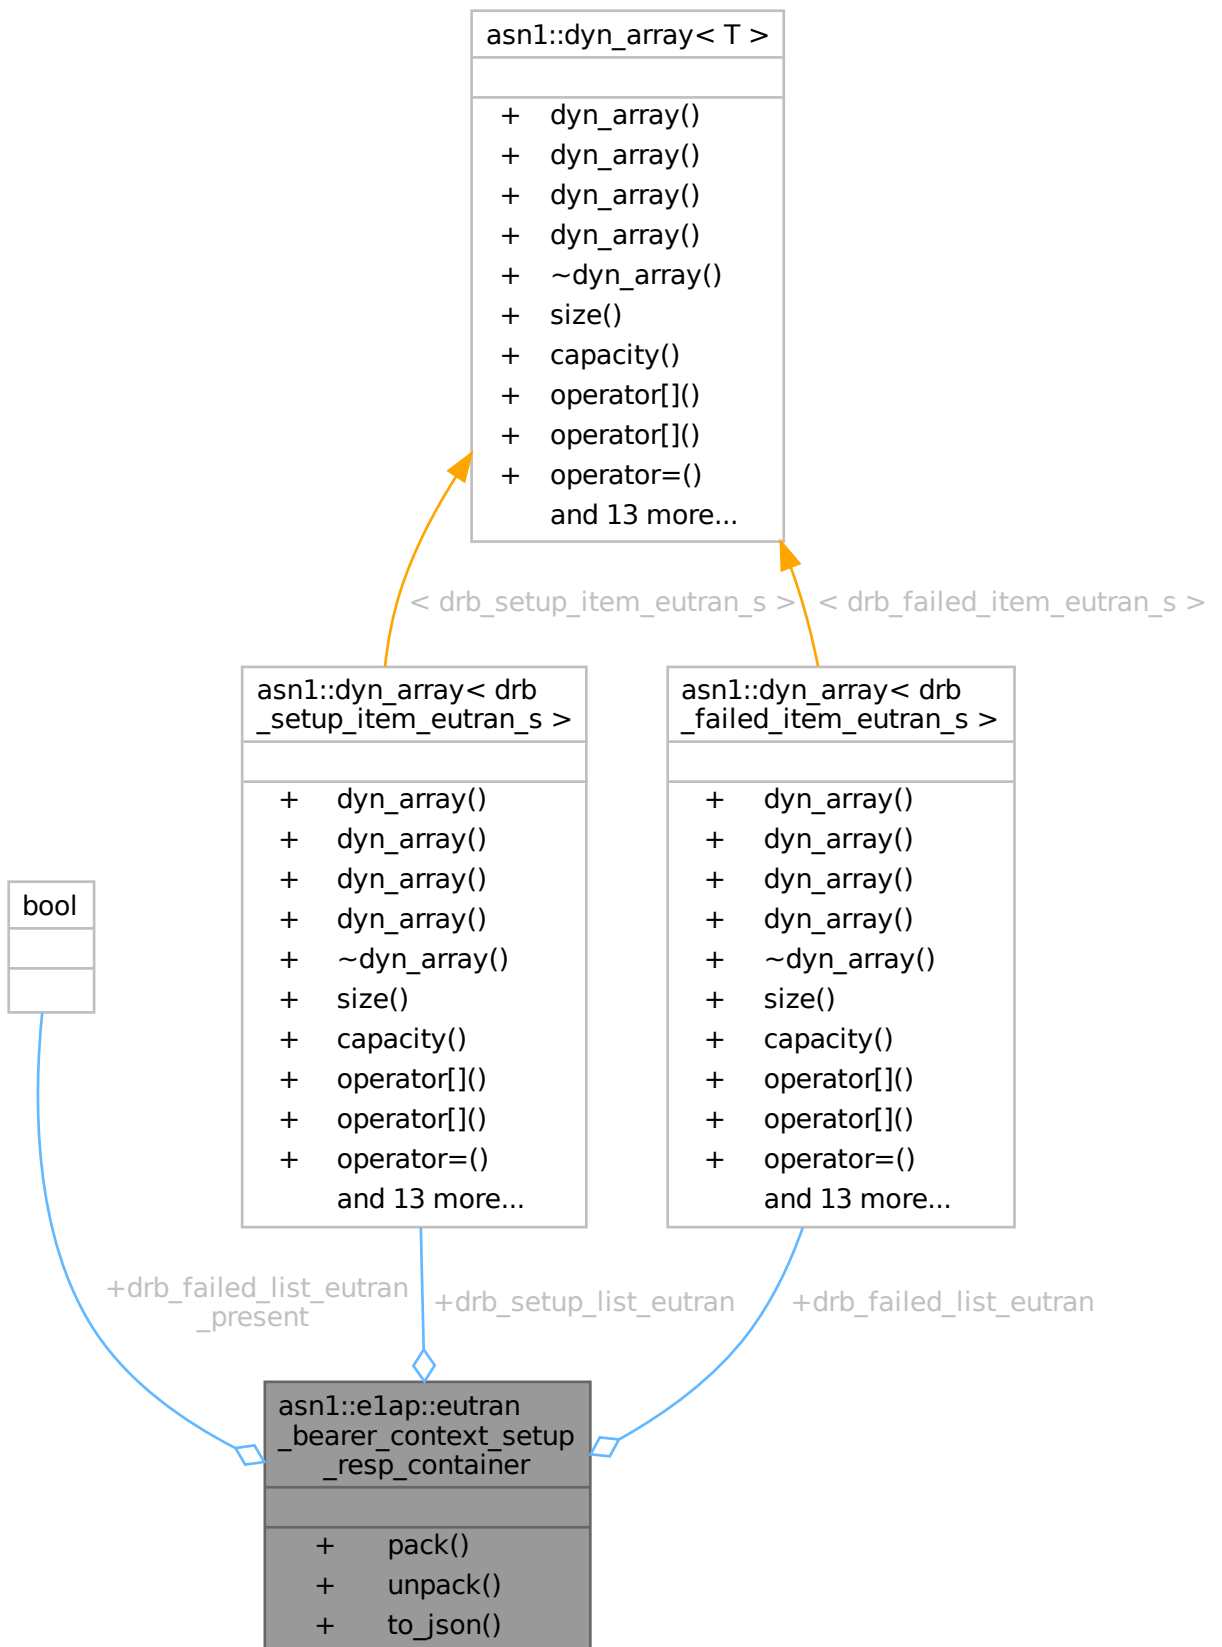 asn1::dyn_array< T >
+ dyn_array()
+ dyn_array()
+ dyn_array()
+ dyn_array()
+ ~dyn_array()
+ size()
+ capacity()
+ operator[]()
+ operator[]()
+ operator=()
and 13 more...
< drb_setup_item_eutran_s >
< drb_failed_item_eutran_s >
asn1::dyn_array< drb
_setup_item_eutran_s >
+ dyn_array()
+ dyn_array()
+ dyn_array()
+ dyn_array()
+ ~dyn_array()
+ size()
+ capacity()
+ operator[]()
+ operator[]()
+ operator=()
and 13 more...
asn1::dyn_array< drb
_failed_item_eutran_s >
+ dyn_array()
+ dyn_array()
+ dyn_array()
+ dyn_array()
+ ~dyn_array()
+ size()
+ capacity()
+ operator[]()
+ operator[]()
+ operator=()
and 13 more...
bool
+drb_failed_list_eutran
_present
+drb_setup_list_eutran
+drb_failed_list_eutran
asn1::e1ap::eutran
_bearer_context_setup
_resp_container
+ pack()
+ unpack()
+ to_json()